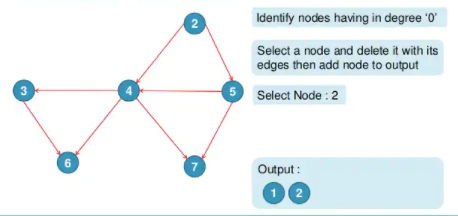 2
3
4
5
6
7
Identify nodes having in degree ‘0’
Select a node and delete it with its
edges then add node to output
Select Node : 2
Output :
1 2